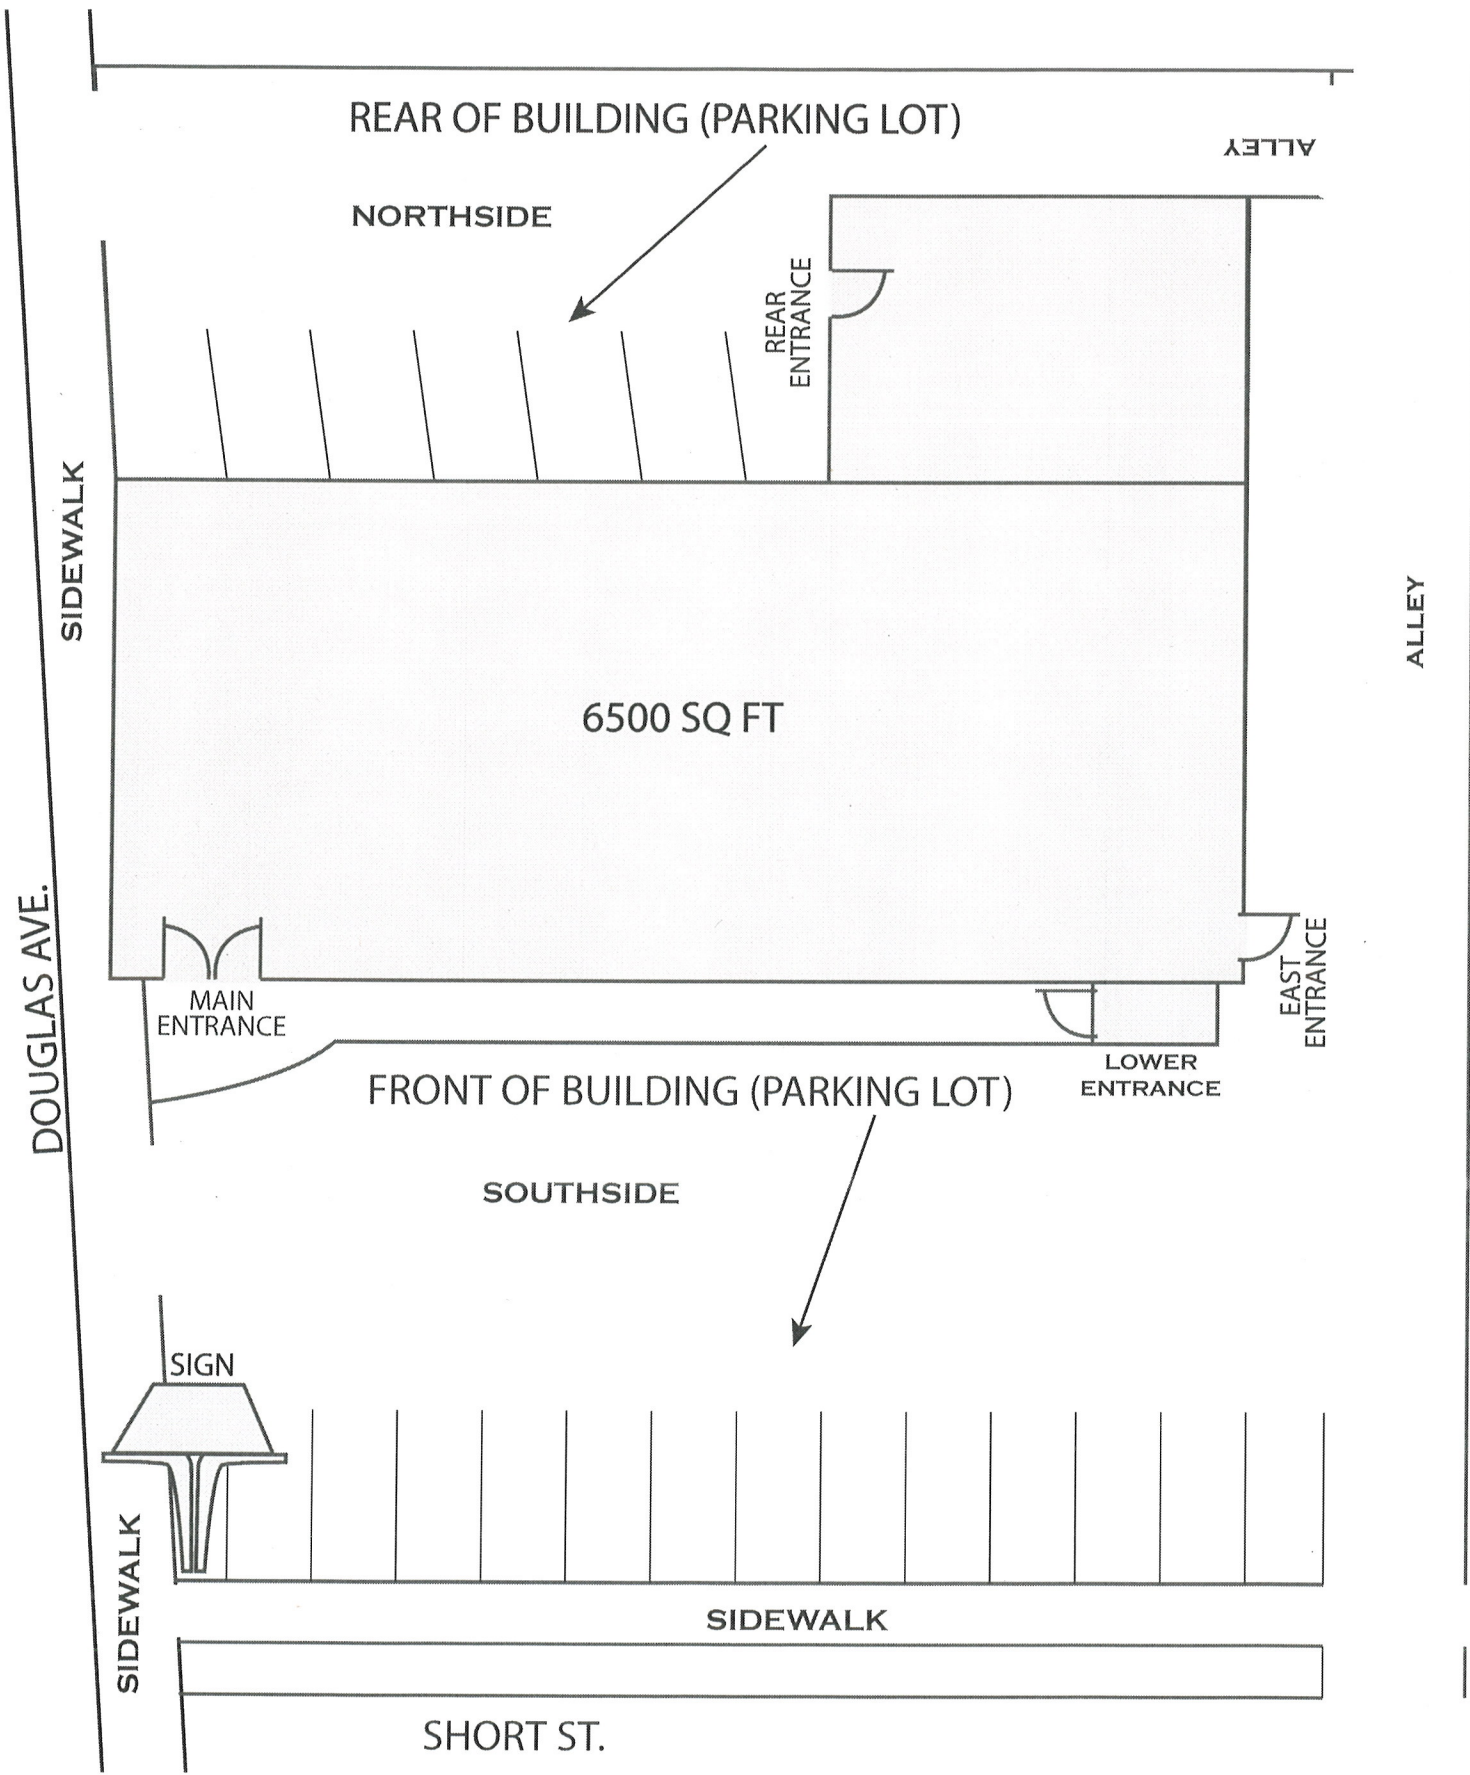 REAR OF BUILDING (PARKING LOT)
ALLEY
NORTHSIDE
REAR
ENTRANCE
SIDEWALK
ALLEY
6500 SQ FT
DOUGLAS AVE.
EAST
ENTRANCE
MAIN
ENTRANCE
LOWER
ENTRANCE
FRONT OF BUILDING (PARKING LOT)
SOUTHSIDE
SIGN
SIDEWALK
SIDEWALK
SHORT ST.